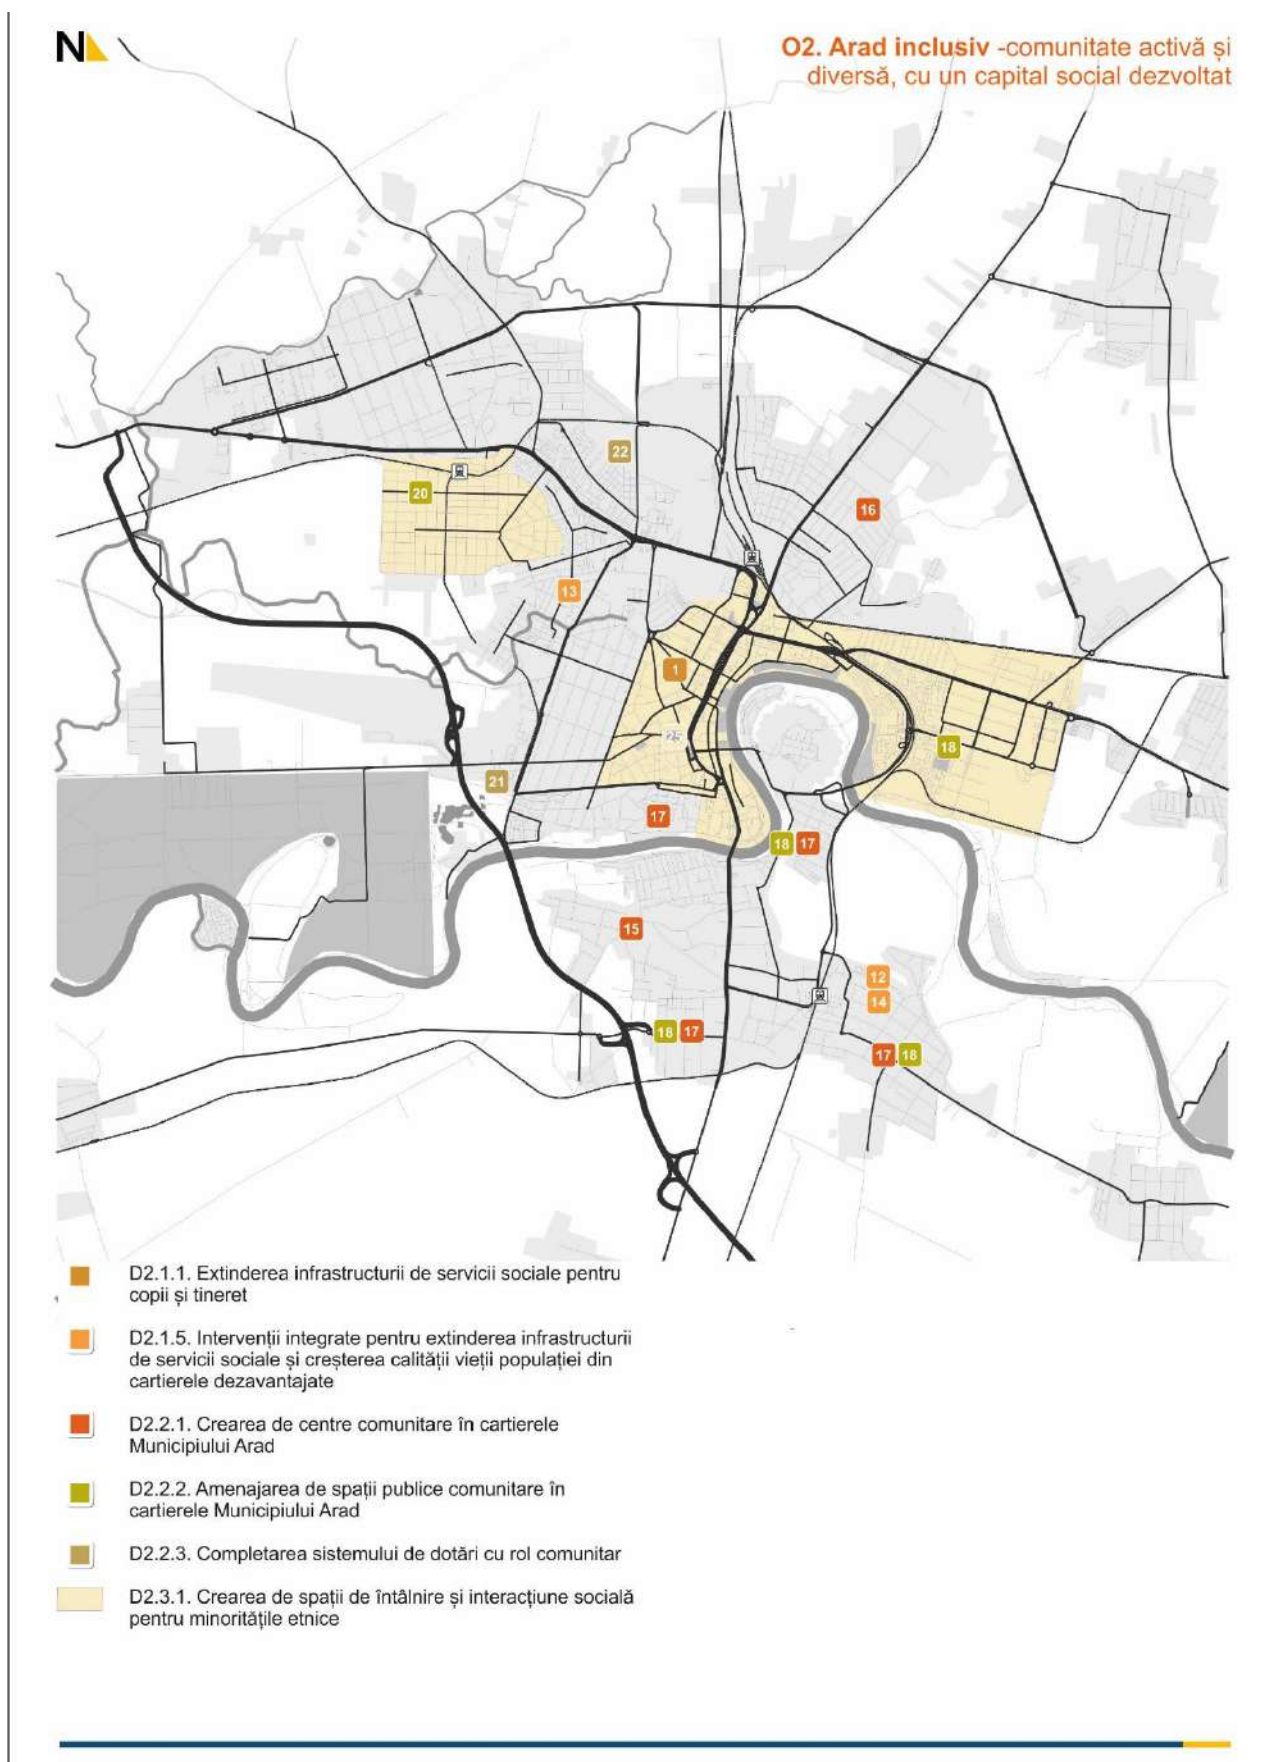 N
O2. Arad inclusiv -comunitate activă și
diversă, cu un capital social dezvoltat
22
20
16
13
1
25
18
21
17
18 17
15
12
14
18 17
17 18
D2.1.1. Extinderea infrastructurii de servicii sociale pentru
copii și tineret
D2.1.5. Intervenții integrate pentru extinderea infrastructurii
de servicii sociale și creșterea calității vieții populației din
cartierele dezavantajate
D2.2.1. Crearea de centre comunitare în cartierele
Municipiului Arad
D2.2.2. Amenajarea de spații publice comunitare în
cartierele Municipiului Arad
D2.2.3. Completarea sistemului de dotări cu rol comunitar
D2.3.1. Crearea de spații de întâlnire și interacțiune socială
pentru minoritățile etnice